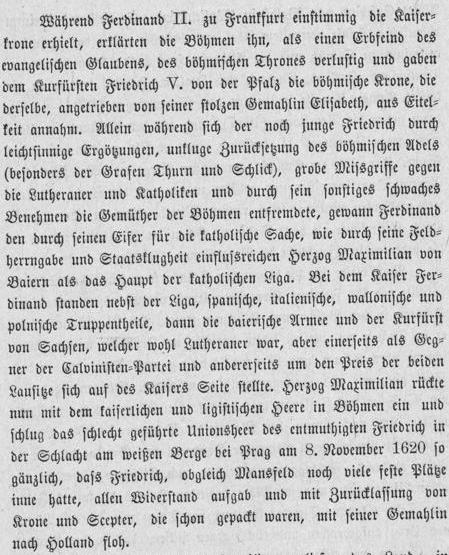 Während Ferdinand II. zu Frankfurt einstimmig die Kaiser-
krone erhielt, erklärten die Böhmen ihn, als einen Erbfeind des
evangelischen Glaubens, des böhmischen Thrones verlustig und gaben
dem Kurfürsten Friedrich V. von der Pfalz die böhmische Krone, die
derselbe, angetrieben von seiner stolzen Gemahlin Elisabeth, aus Eitel-
keit annahm. Allein während sich der noch junge Friedrich durch
leichtsinnige Ergötzungen, unkluge Zurücksetzung des böhmischen Adels
(besonders der Grafen Thurn und Schlick), grobe Missgriffe gegen
die Lutheraner und Katholiken und durch sein sonstiges schwaches
Benehmen die Gemüther der Böhmen entfremdete, gewann Ferdinand
den durch seinen Eifer für die katholische Sache, wie durch seine Feld-
herrngabe und Staatsklugheit einflussreichen Herzog Maximilian von
Baiern als das Haupt der katholischen Liga. Bei dem Kaiser Fer-
dinand standen nebst der Liga, spanische, italienische, wallonische und
polnische Truppentheile, dann die baierische Armee und der Kurfürst
von Sachsen, welcher wohl Lutheraner war, aber einerseits als Geg-
ner der Calvinisten-Partei und andererseits um den Preis der beiden
Lausitze sich auf des Kaisers Seite stellte. Herzog Maximilian rückte
nun mit dem kaiserlichen und ligistischen Heere in Böhmen ein und
schlug das schlecht geführte Unionsheer des entmuthigten Friedrich in
der Schlacht am weißen Berge bei Prag am 8. November 1620 so
gänzlich, dass Friedrich, obgleich Mansfeld noch viele feste Plätze
inne hatte, allen Widerstand aufgab und mit Zurücklassung von
Krone und Scepter, die schon gepackt waren, mit seiner Gemahlin
nach Holland floh.